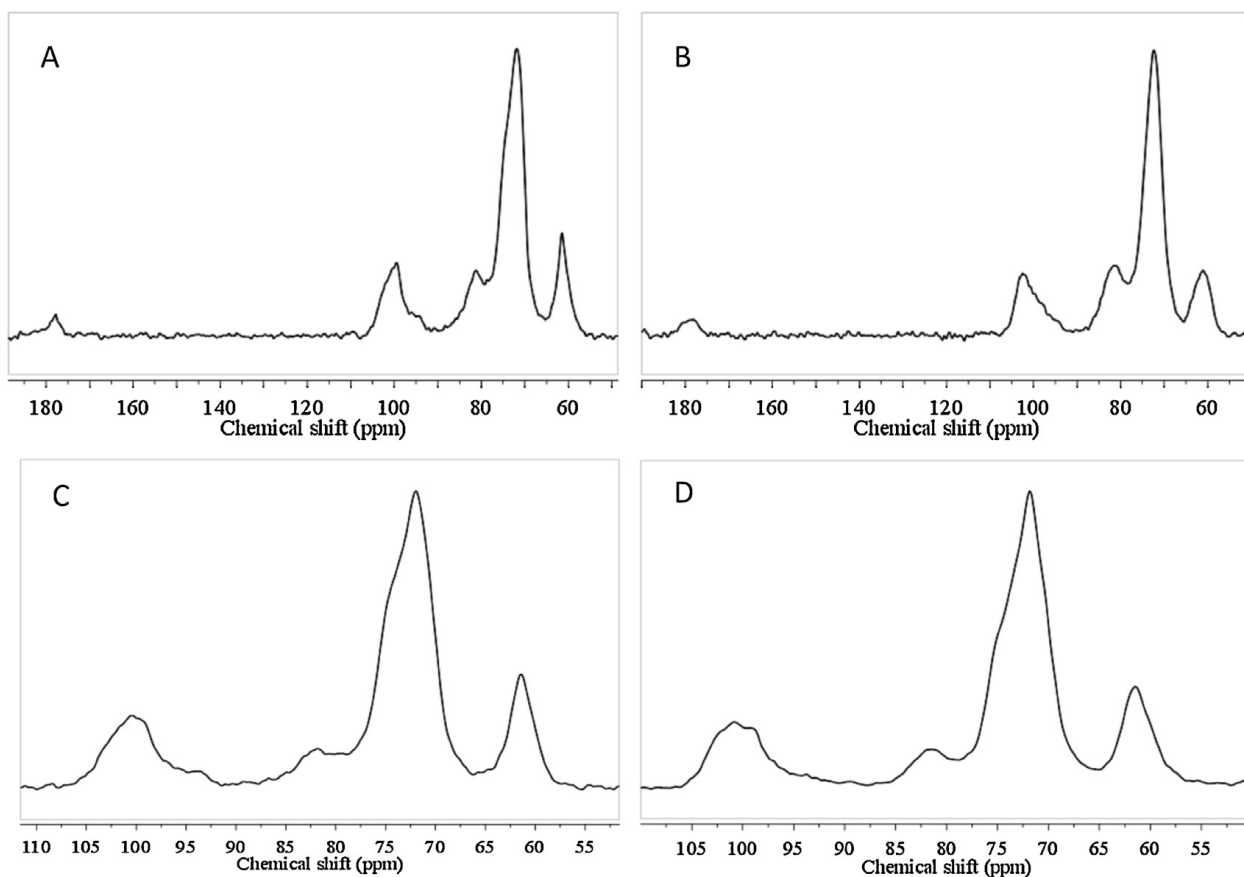 A
180 160 140 120 100 80 60
Chemical shift (ppm)
B
180 160 140 120 100 80 60
Chemical shift (ppm)
C
110 105 100 95 90 85 80 75 70 65 60 55
Chemical shift (ppm)
D
105 100 95 90 85 80 75 70 65 60 55
Chemical shift (ppm)